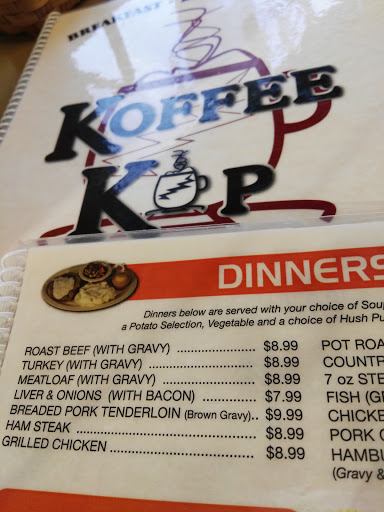 BREAKFAST
KOFFEE
KUP
DINNERS
Dinners below are served with your choice of Soup
a Potato Selection, Vegetable and a choice of Hush Pu
ROAST BEEF (WITH GRAVY) .................... $8.99 POT ROA
TURKEY (WITH GRAVY) ........................... $8.99 COUNTR
MEATLOAF (WITH GRAVY) ....................... $8.99 7 oz STE
LIVER & ONIONS (WITH BACON) ............... $7.99 FISH (GR
BREADED PORK TENDERLOIN (Brown Gravy).. $9.99 CHICKE
HAM STEAK ............................................. $8.99 PORK C
GRILLED CHICKEN ................................... $8.99 HAMBU
(Gravy &